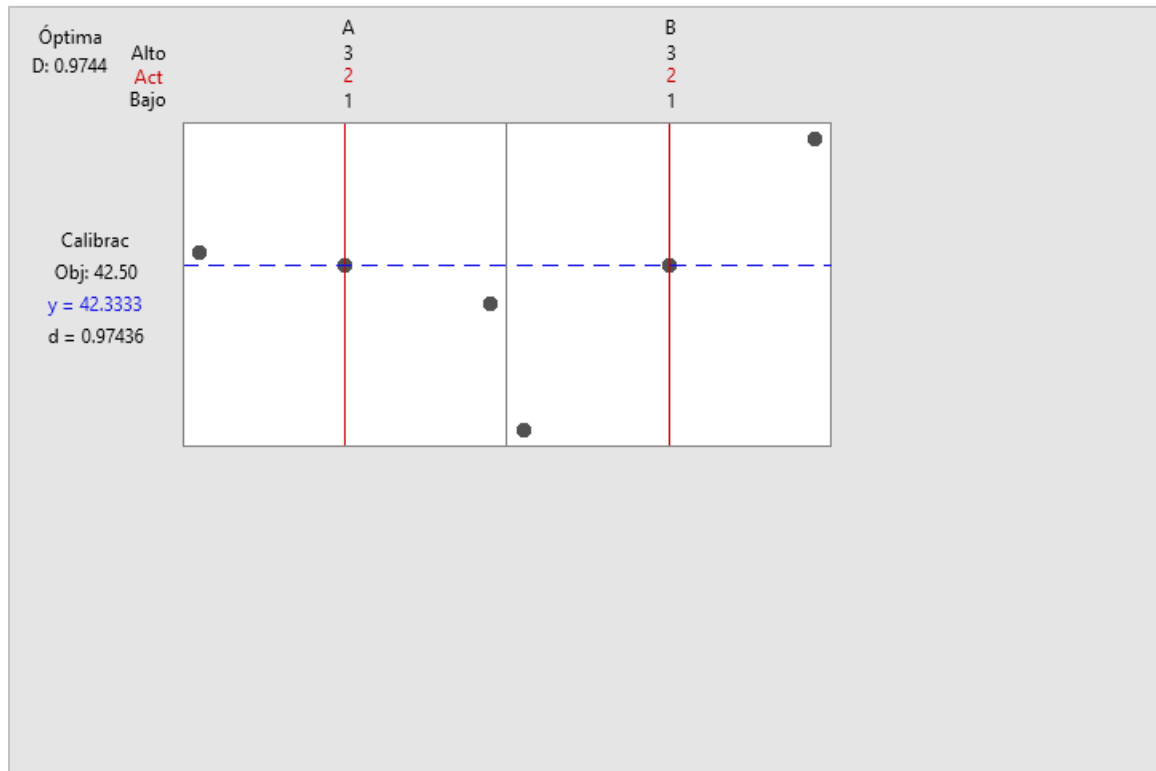 Óptima
D: 0.9744
A B
Alto 3 3
Act 2 2
Bajo 1 1
Calibrac
Obj: 42.50
y = 42.3333
d = 0.97436